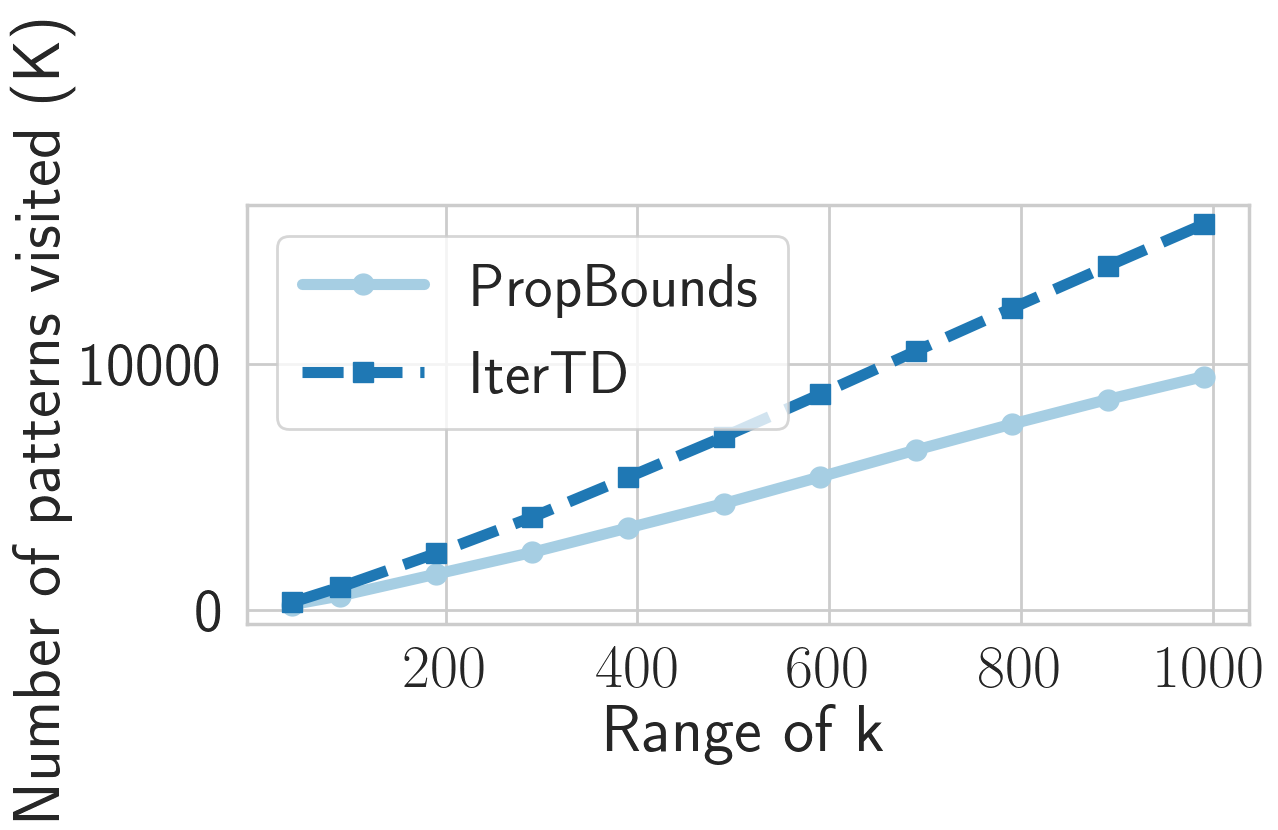 Number of patterns visited (K)
PropBounds
IterTD
10000
0
200 400 600 800 1000
Range of k